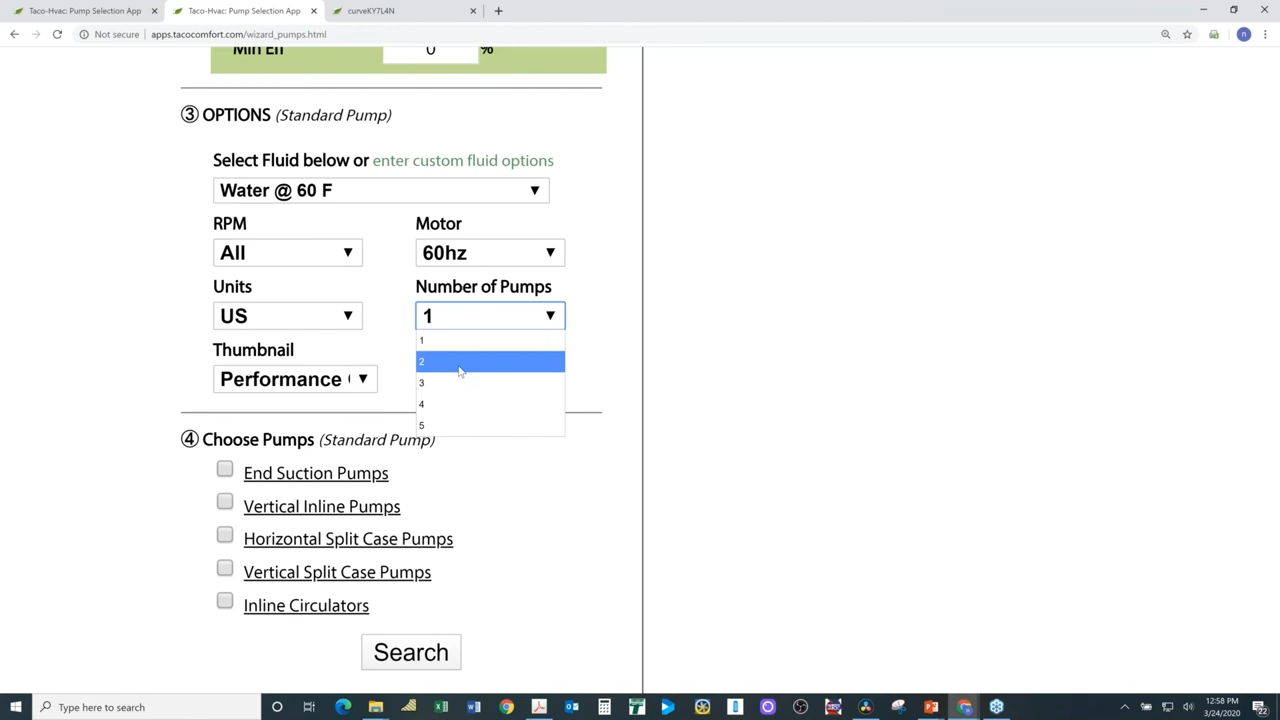 Taco-Hvac: Pump Selection App
Taco-Hvac: Pump Selection App
curveKY7L4N
Not secure
apps.tacocomfort.com/wizard_pumps.html
n
Min Eff 0 %
③ OPTIONS (Standard Pump)
Select Fluid below or enter custom fluid options
Water @ 60 F
RPM Motor
All 60hz
Units Number of Pumps
US 1
1
Thumbnail
2
Performance
3
4
5
④ Choose Pumps (Standard Pump)
End Suction Pumps
Vertical Inline Pumps
Horizontal Split Case Pumps
Vertical Split Case Pumps
Inline Circulators
Search
Type here to search
12:58 PM
3/24/2020
22